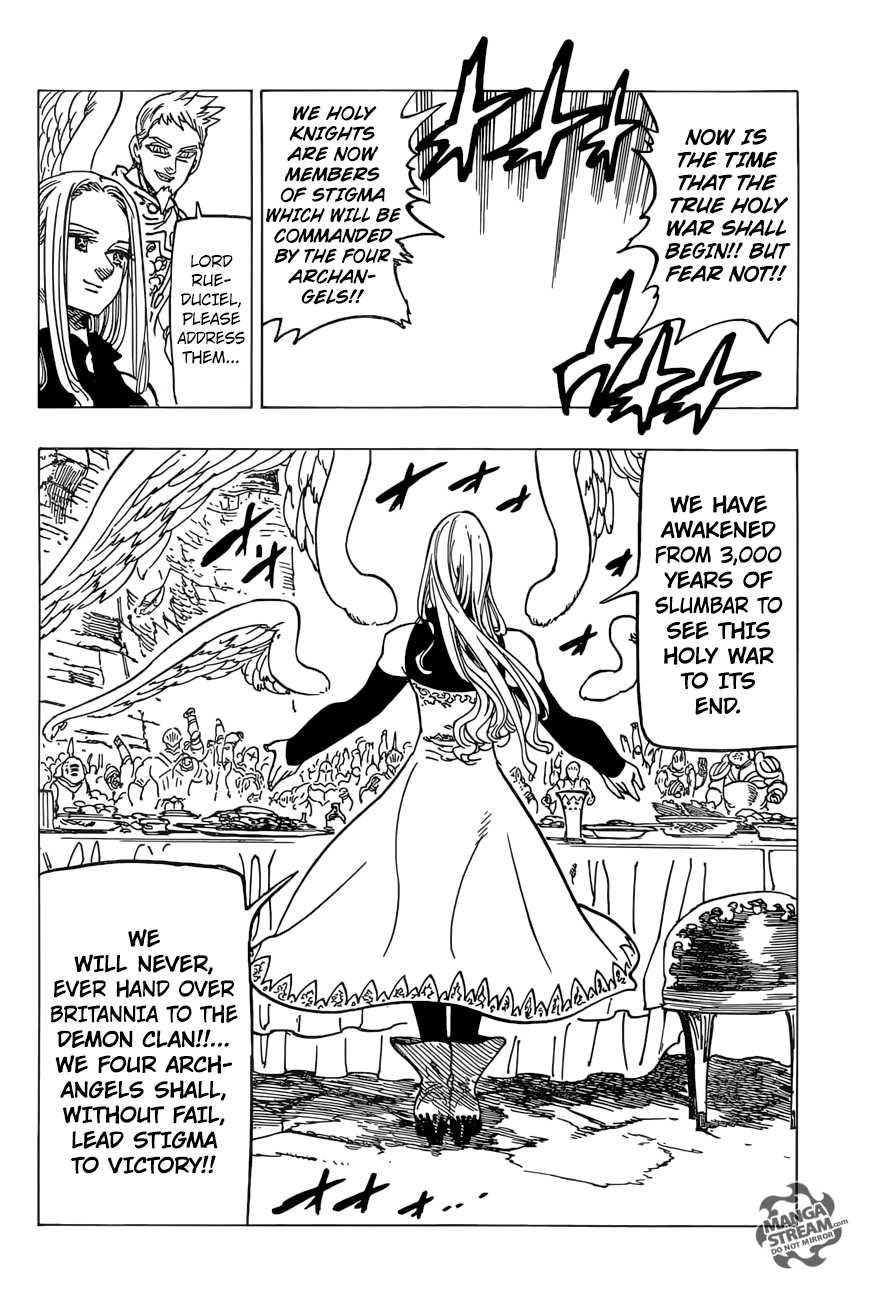 NOW IS
THE TIME
THAT THE
TRUE HOLY
WAR SHALL
BEGIN!! BUT
FEAR NOT!!
WE HOLY
KNIGHTS
ARE NOW
MEMBERS
OF STIGMA
WHICH WILL BE
COMMANDED
BY THE FOUR
ARCHAN-
GELS!!
LORD
RUE-
DUCIEL,
PLEASE
ADDRESS
THEM...
WE HAVE
AWAKENED
FROM 3,000
YEARS OF
SLUMBAR TO
SEE THIS
HOLY WAR
TO ITS
END.
WE
WILL NEVER,
EVER HAND OVER
BRITANNIA TO THE
DEMON CLAN!!...
WE FOUR ARCH-
ANGELS SHALL,
WITHOUT FAIL,
LEAD STIGMA
TO VICTORY!!
MANGA
STREAM.com
DO NOT MIRROR